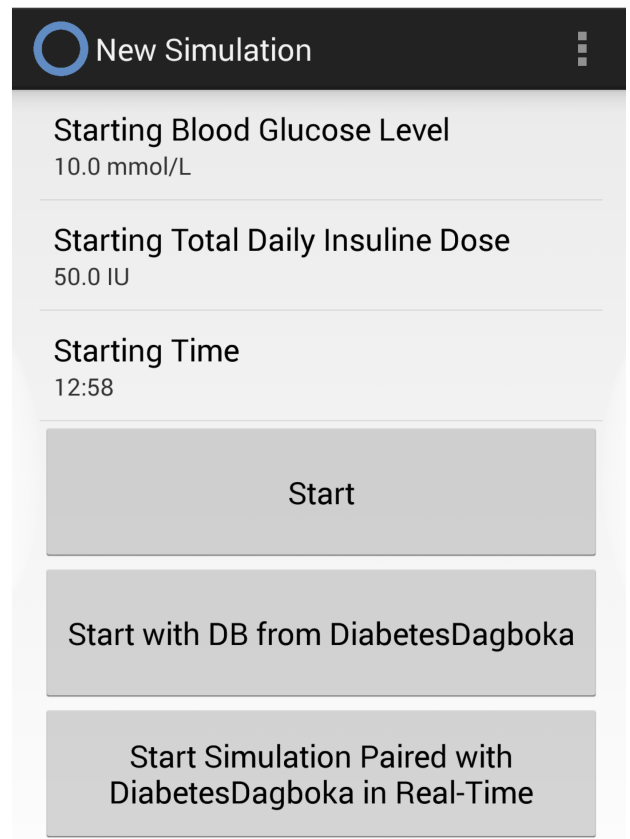 New Simulation
Starting Blood Glucose Level
10.0 mmol/L
Starting Total Daily Insuline Dose
50.0 IU
Starting Time
12:58
Start
Start with DB from DiabetesDagboka
Start Simulation Paired with
DiabetesDagboka in Real-Time